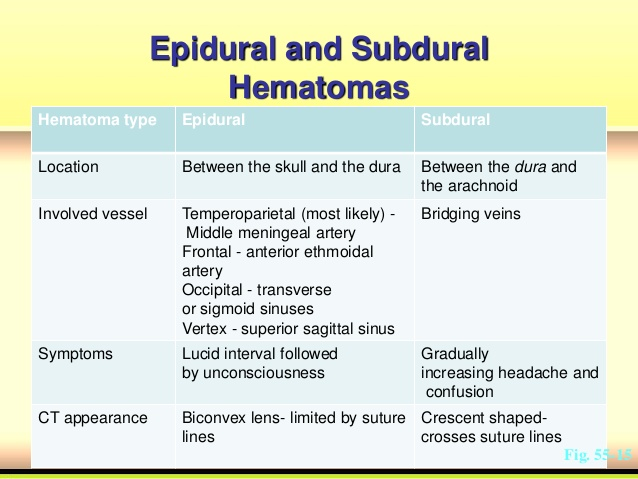 Epidural and Subdural
Hematomas
Hematoma type Epidural Subdural
Location Between the skull and the dura Between the dura and
the arachnoid
Involved vessel Temperoparietal (most likely) - Bridging veins
Middle meningeal artery
Frontal - anterior ethmoidal
artery
Occipital - transverse
or sigmoid sinuses
Vertex - superior sagittal sinus
Symptoms Lucid interval followed Gradually
by unconsciousness increasing headache and
confusion
CT appearance Biconvex lens- limited by suture Crescent shaped-
lines crosses suture lines
Fig. 55-15